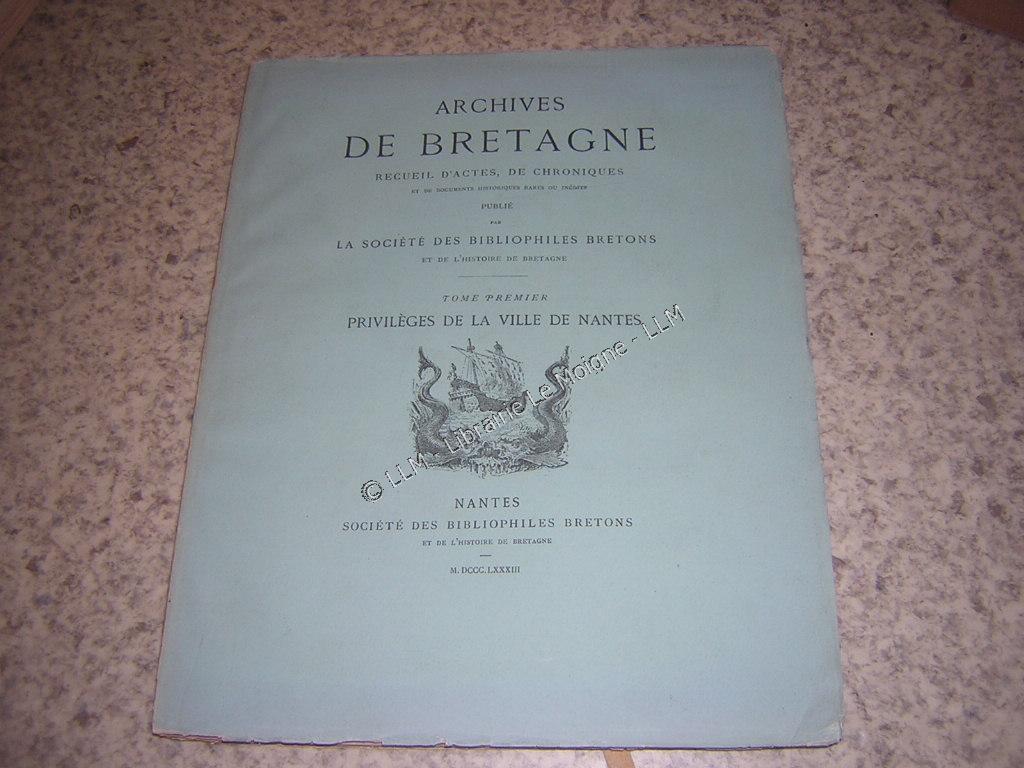 ARCHIVES
DE BRETAGNE
RECUEIL D'ACTES, DE CHRONIQUES
ET DE DOCUMENTS HISTORIQUES RARES OU INÉDITS
PUBLIÉ
PAR
LA SOCIÉTÉ DES BIBLIOPHILES BRETONS
ET DE L'HISTOIRE DE BRETAGNE
TOME PREMIER
PRIVILÈGES DE LA VILLE DE NANTES
© LLM - Librairie Le Moigne - LLM
NANTES
SOCIÉTÉ DES BIBLIOPHILES BRETONS
ET DE L'HISTOIRE DE BRETAGNE
M. DCCC. LXXXIII